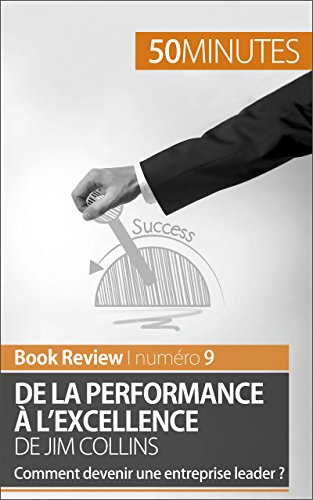 50MINUTES
Success
Book Review | numéro 9
DE LA PERFORMANCE
À L'EXCELLENCE
DE JIM COLLINS
Comment devenir une entreprise leader ?